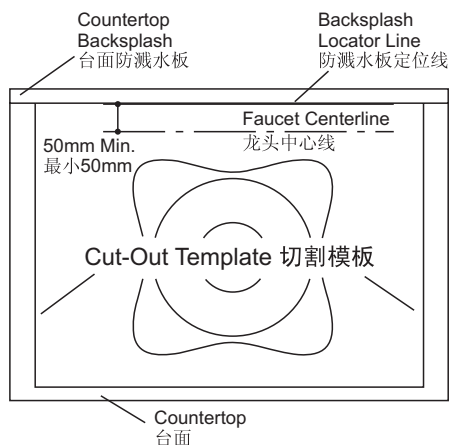 Countertop
Backsplash
台面防溅水板
Backsplash
Locator Line
防溅水板定位线
Faucet Centerline
龙头中心线
50mm Min.
最小50mm
Cut-Out Template 切割模板
Countertop
台面